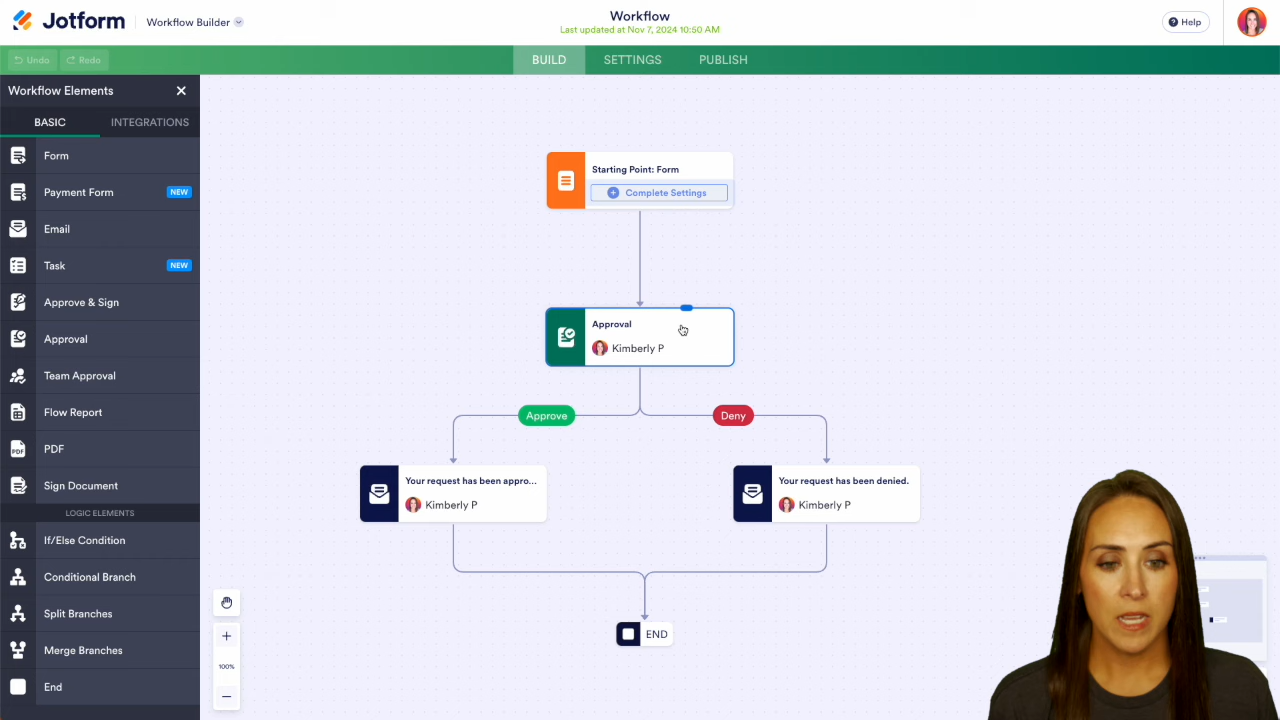 Jotform
Workflow Builder
Workflow
Last updated at Nov 7, 2024 10:50 AM
Help
Undo
Redo
BUILD
SETTINGS
PUBLISH
Workflow Elements
BASIC
INTEGRATIONS
Form
Payment Form NEW
Email
Task NEW
Approve & Sign
Approval
Team Approval
Flow Report
PDF
PDF
Sign Document
LOGIC ELEMENTS
If/Else Condition
Conditional Branch
Split Branches
Merge Branches
End
Starting Point: Form
Complete Settings
Approval
Kimberly P
Approve
Deny
Your request has been appro...
Kimberly P
Your request has been denied.
Kimberly P
END
100%